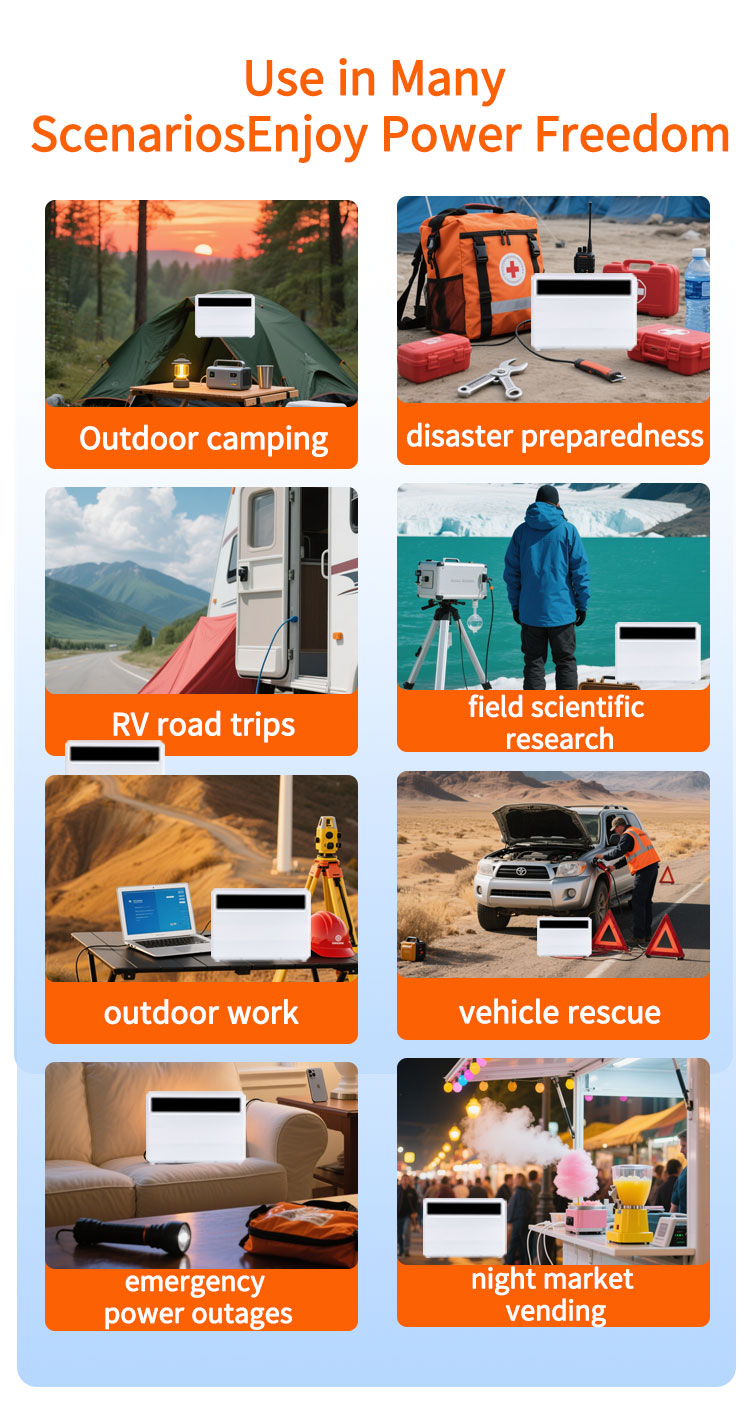 Use in Many
ScenariosEnjoy Power Freedom
Outdoor camping
disaster preparedness
RV road trips
field scientific
research
outdoor work
vehicle rescue
emergency
power outages
night market
vending